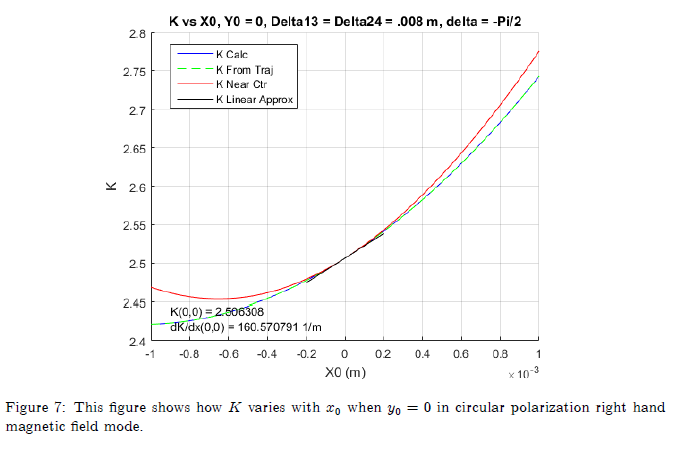 K vs X0, Y0 = 0, Delta13 = Delta24 = .008 m, delta = -Pi/2
2.8
K Calc
K From Traj
K Near Ctr
K Linear Approx
2.75
2.7
2.65
2.6
2.55
2.5
2.45
2.4
K
K(0,0) = 2.506308
dK/dx(0,0) = 160.570791 1/m
-1 -0.8 -0.6 -0.4 -0.2 0 0.2 0.4 0.6 0.8 1
X0 (m)
× 10⁻³
Figure 7: This figure shows how K varies with x₀ when y₀ = 0 in circular polarization right hand
magnetic field mode.